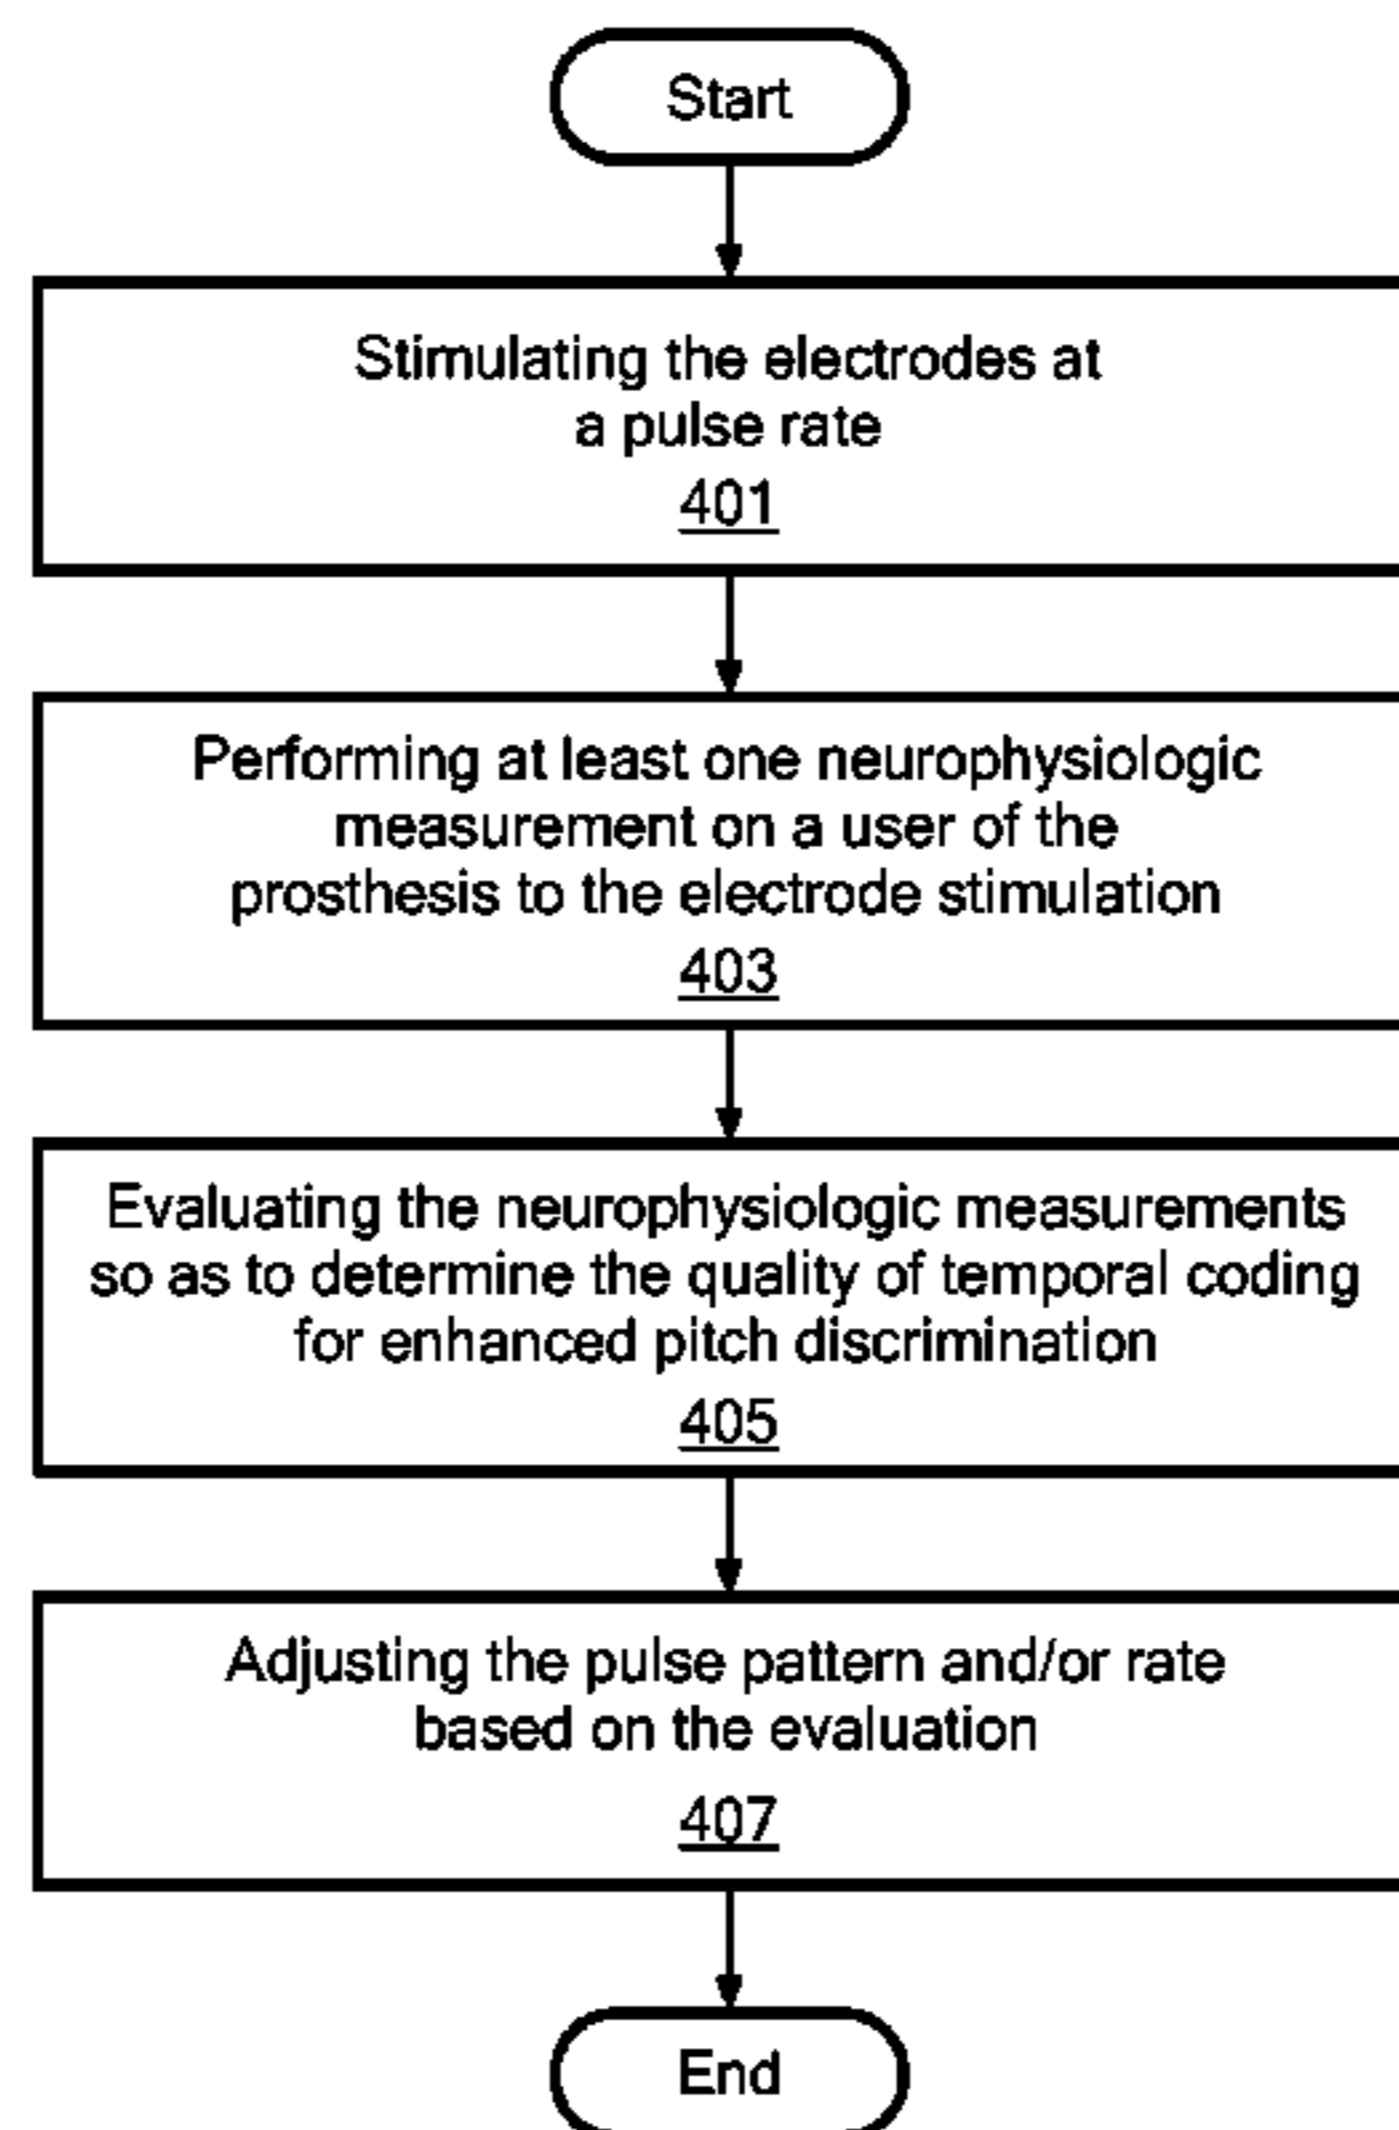 Start
Stimulating the electrodes at
a pulse rate
401
Performing at least one neurophysiologic
measurement on a user of the
prosthesis to the electrode stimulation
403
Evaluating the neurophysiologic measurements
so as to determine the quality of temporal coding
for enhanced pitch discrimination
405
Adjusting the pulse pattern and/or rate
based on the evaluation
407
End